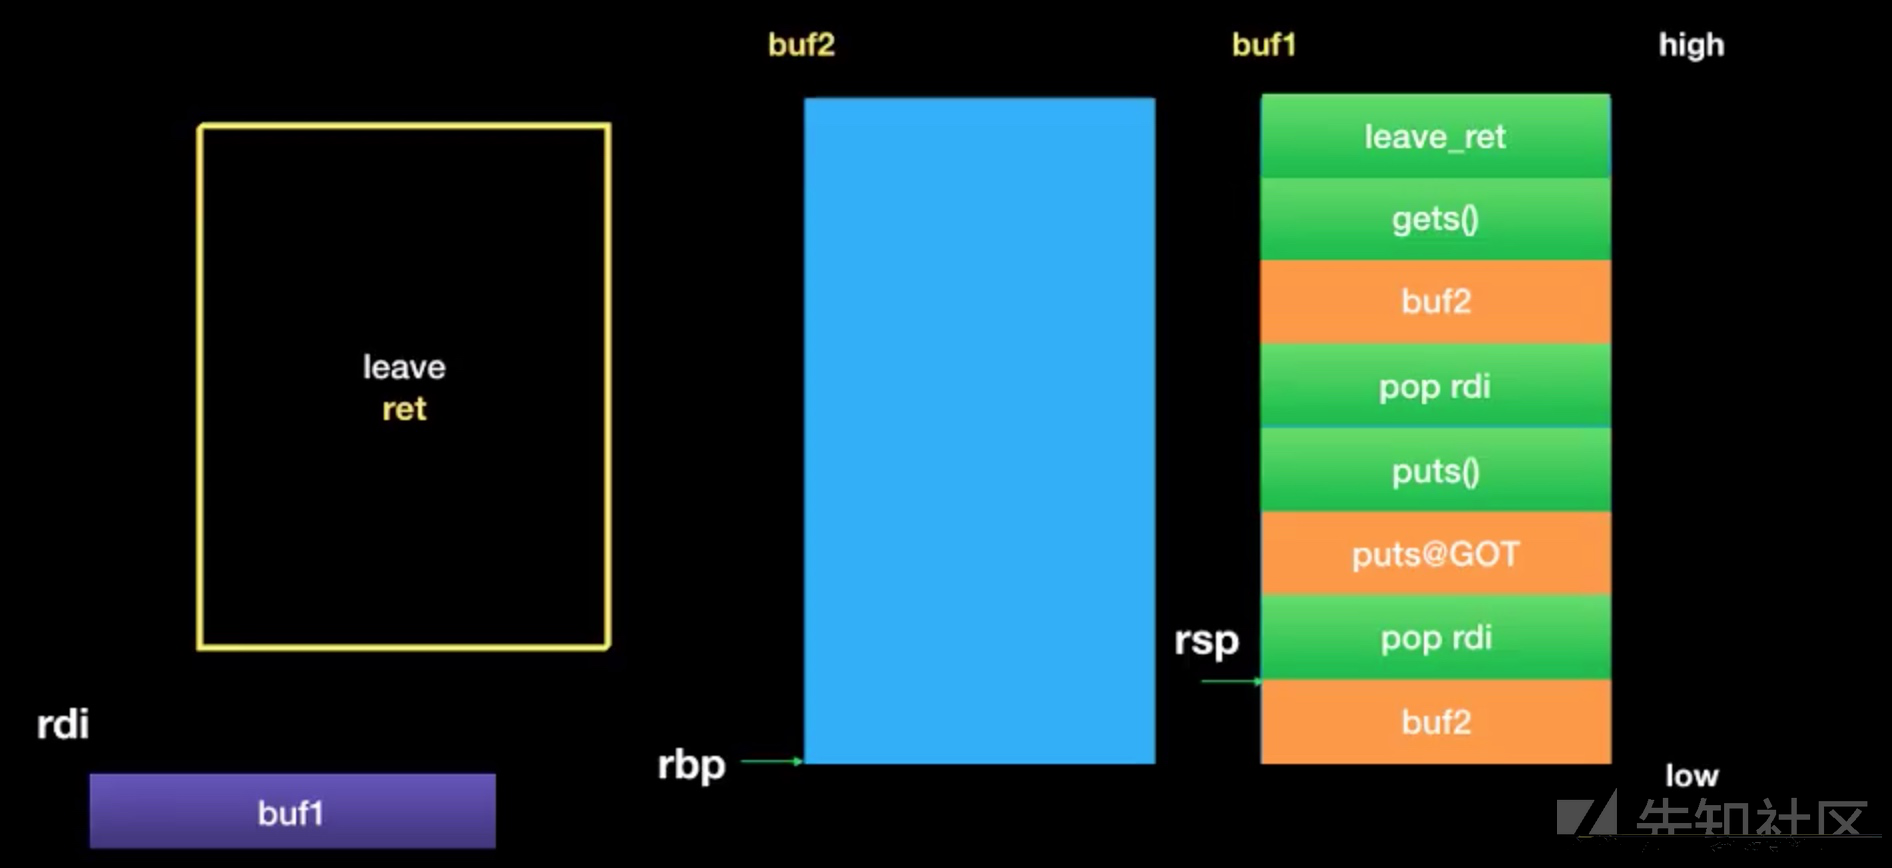 buf2
buf1
high
leave_ret
gets()
buf2
pop rdi
puts()
puts@GOT
pop rdi
buf2
leave
ret
rsp
rdi
rbp
buf1
low
先知社区